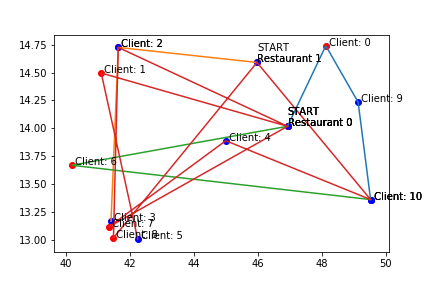 14.75
14.50
14.25
14.00
13.75
13.50
13.25
13.00
40
42
44
46
48
50
Client: 0
Client: 2
START
Restaurant 1
Client: 1
Client: 9
START
Restaurant 0
Client: 4
Client: 6
Client: 10
Client: 3
Client: 7
Client: 5